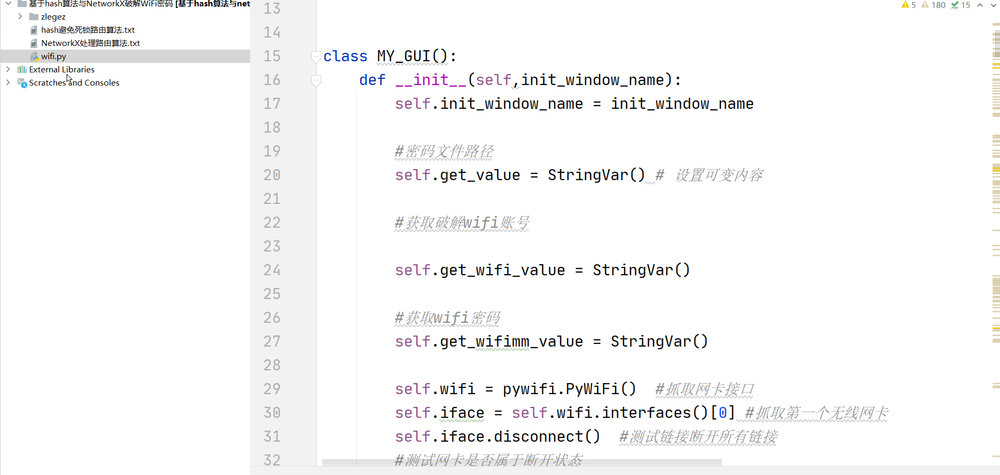 基于hash算法与NetworkX破解WiFi密码 [基于hash算法与net
zlegez
hash避免死锁路由算法.txt
NetworkX处理路由算法.txt
wifi.py
External Libraries
Scratches and Consoles
5 180 15
13
14
15 class MY_GUI():
16 def __init__(self,init_window_name):
17 self.init_window_name = init_window_name
18
19 #密码文件路径
20 self.get_value = StringVar() # 设置可变内容
21
22 #获取破解wifi账号
23
24 self.get_wifi_value = StringVar()
25
26 #获取wifi密码
27 self.get_wifimm_value = StringVar()
28
29 self.wifi = pywifi.PyWiFi() #抓取网卡接口
30 self.iface = self.wifi.interfaces()[0] #抓取第一个无线网卡
31 self.iface.disconnect() #测试链接断开所有链接
32 #测试网卡是否属于断开状态